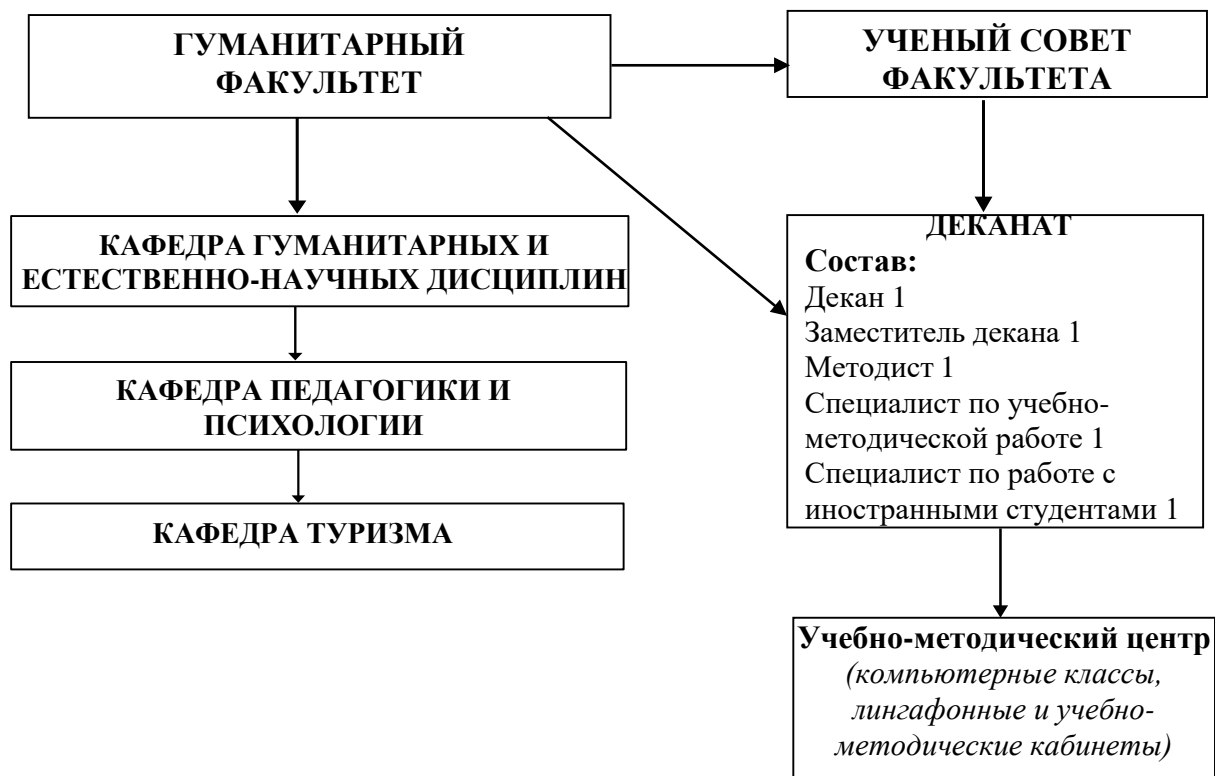 ГУМАНИТАРНЫЙ
ФАКУЛЬТЕТ
УЧЕНЫЙ СОВЕТ
ФАКУЛЬТЕТА
КАФЕДРА ГУМАНИТАРНЫХ И
ЕСТЕСТВЕННО-НАУЧНЫХ ДИСЦИПЛИН
КАФЕДРА ПЕДАГОГИКИ И
ПСИХОЛОГИИ
КАФЕДРА ТУРИЗМА
ДЕКАНАТ
Состав:
Декан 1
Заместитель декана 1
Методист 1
Специалист по учебно-
методической работе 1
Специалист по работе с
иностранными студентами 1
Учебно-методический центр
(компьютерные классы,
лингафонные и учебно-
методические кабинеты)